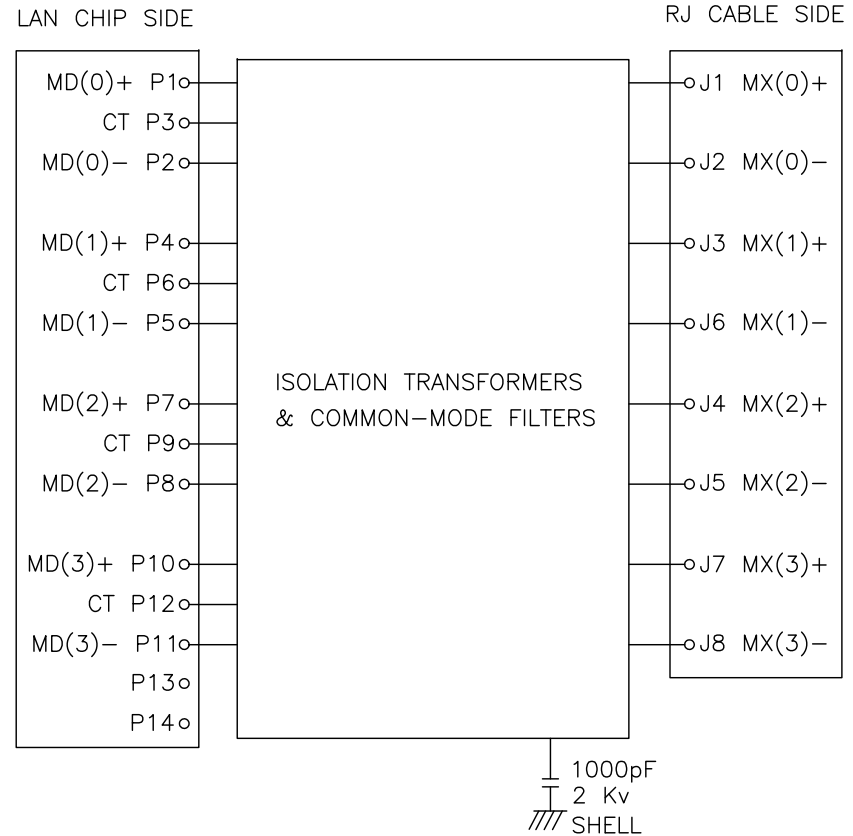 LAN CHIP SIDE
RJ CABLE SIDE
MD(0)+ P1
J1 MX(0)+
CT P3
MD(0)- P2
J2 MX(0)-
MD(1)+ P4
J3 MX(1)+
CT P6
MD(1)- P5
J6 MX(1)-
ISOLATION TRANSFORMERS
& COMMON-MODE FILTERS
MD(2)+ P7
J4 MX(2)+
CT P9
MD(2)- P8
J5 MX(2)-
MD(3)+ P10
J7 MX(3)+
CT P12
MD(3)- P11
J8 MX(3)-
P13
P14
1000pF
2 Kv
SHELL